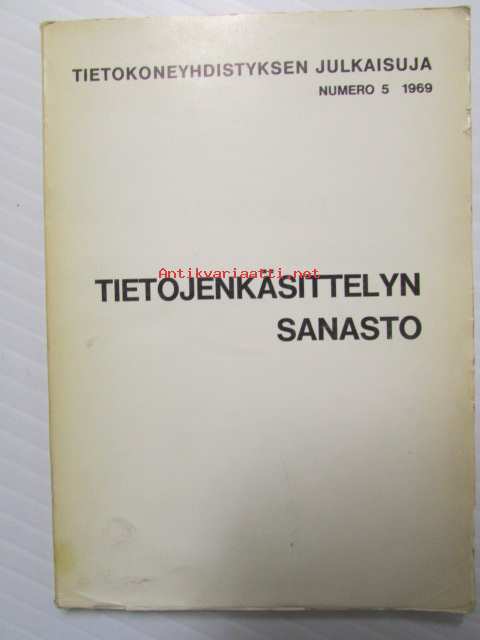 TIETOKONEYHDISTYKSEN JULKAISUJA
NUMERO 5 1969
Antikvariaatti.net
TIETOJENKÄSITTELYN
SANASTO